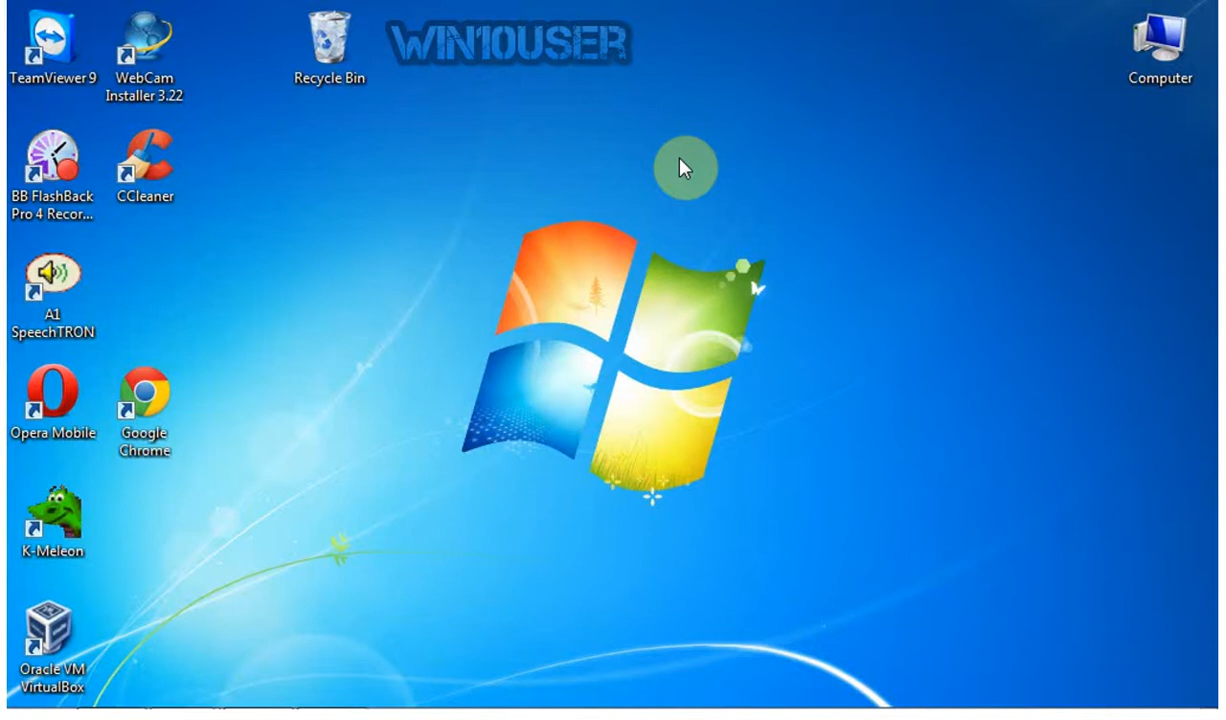 WIN10USER
TeamViewer 9
WebCam
Installer 3.22
Recycle Bin
Computer
BB FlashBack
Pro 4 Recor...
CCleaner
A1
SpeechTRON
Opera Mobile
Google
Chrome
K-Meleon
Oracle VM
VirtualBox